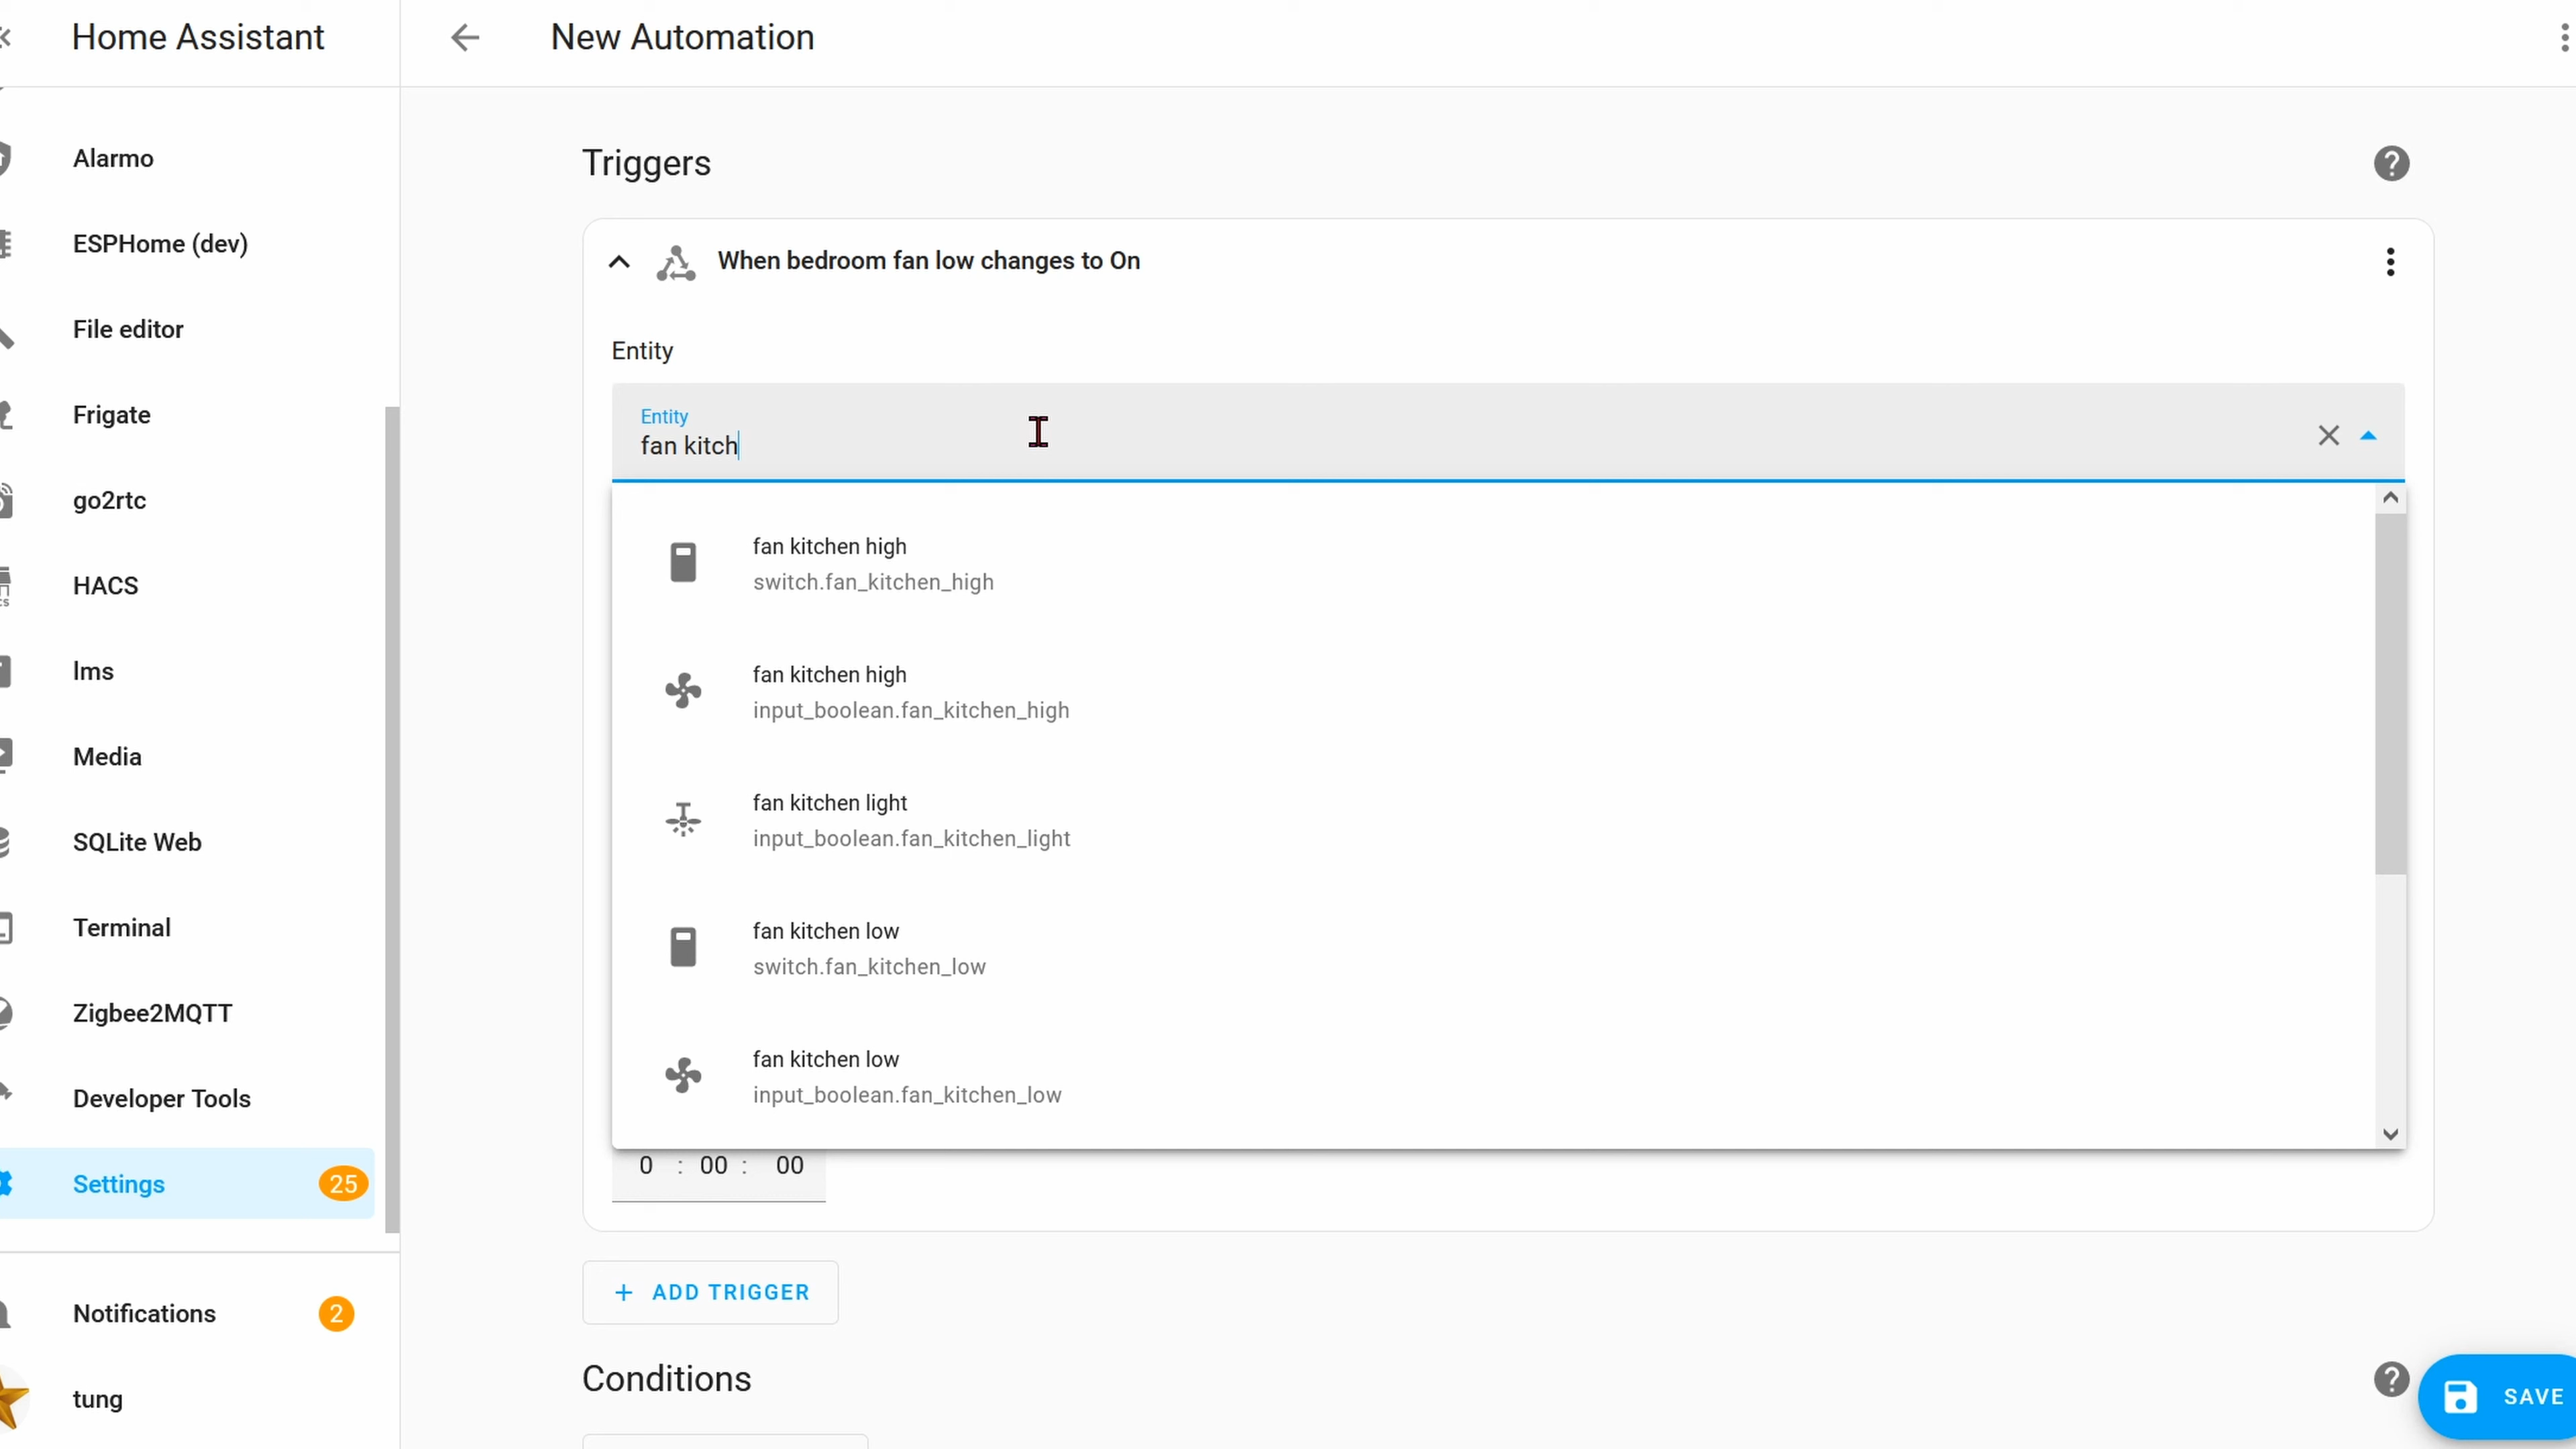 Home Assistant
New Automation
Alarmo
ESPHome (dev)
File editor
Frigate
go2rtc
HACS
lms
Media
SQLite Web
Terminal
Zigbee2MQTT
Developer Tools
Settings 25
Notifications 2
tung
Triggers
When bedroom fan low changes to On
Entity
Entity
fan kitch
fan kitchen high
switch.fan_kitchen_high
fan kitchen high
input_boolean.fan_kitchen_high
fan kitchen light
input_boolean.fan_kitchen_light
fan kitchen low
switch.fan_kitchen_low
fan kitchen low
input_boolean.fan_kitchen_low
0 : 00 : 00
+ ADD TRIGGER
Conditions
SAVE